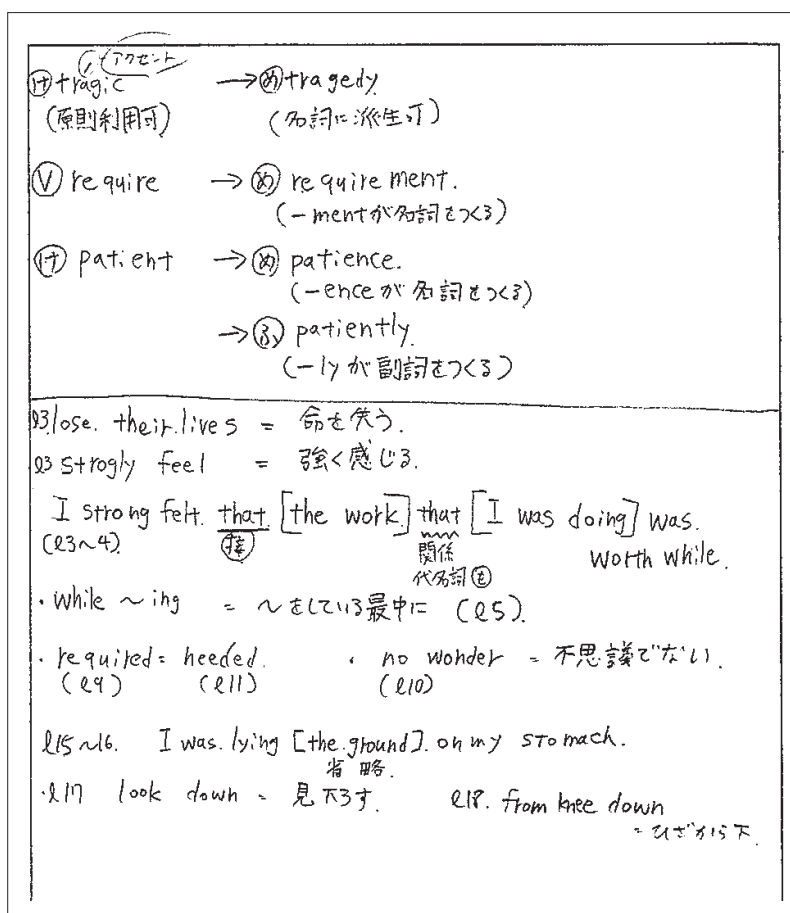 アクセント
け tragic → め tragedy
(原則利用可) (名詞に派生可)
V require → め requirement.
(-mentが名詞をつくる)
け patient → め patience.
(-enceが名詞をつくる)
→ ふ patiently.
(-lyが副詞をつくる)
l3 lose. their. lives = 命を失う.
l3 strogly feel = 強く感じる.
I strong felt. that. [the work.] that [I was doing] was.
(l3~4). 接 関係 worth while.
代名詞 目
・while ~ing = ~をしている最中に (l5).
・required = needed. ・no wonder = 不思議でない.
(l9) (l11) (l10)
l15~16. I was. lying [the ground]. on my stomach.
省略.
・l17 look down = 見下ろす. l18. from knee down
= ひざから下.